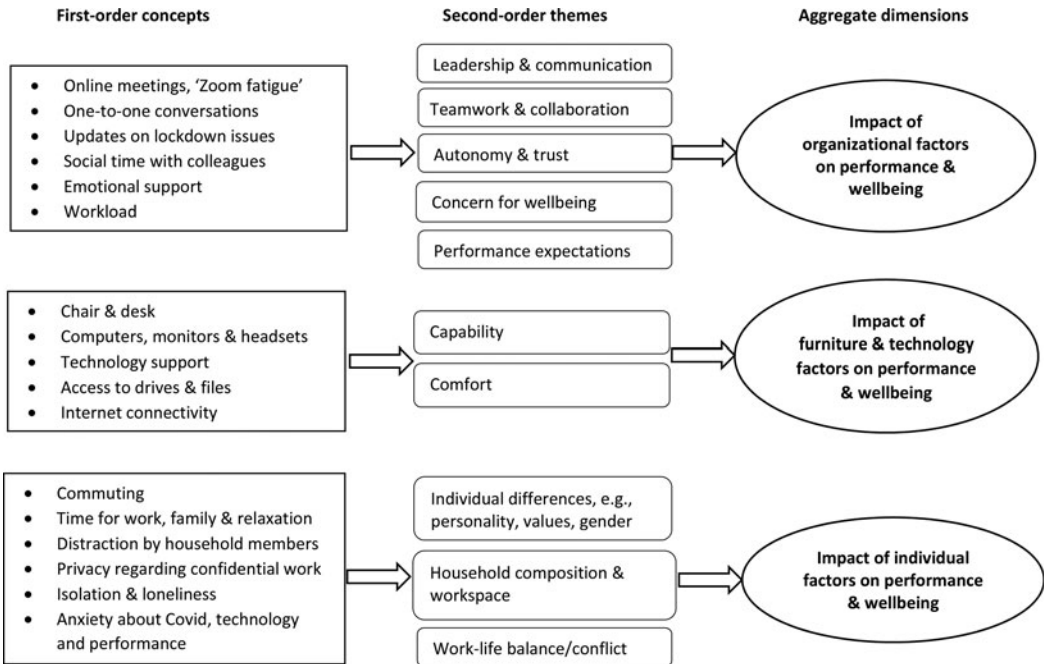 First-order concepts
Second-order themes
Aggregate dimensions
• Online meetings, ‘Zoom fatigue’
• One-to-one conversations
• Updates on lockdown issues
• Social time with colleagues
• Emotional support
• Workload
Leadership & communication
Teamwork & collaboration
Autonomy & trust
Concern for wellbeing
Performance expectations
Impact of
organizational factors
on performance &
wellbeing
• Chair & desk
• Computers, monitors & headsets
• Technology support
• Access to drives & files
• Internet connectivity
Capability
Comfort
Impact of
furniture & technology
factors on performance
& wellbeing
• Commuting
• Time for work, family & relaxation
• Distraction by household members
• Privacy regarding confidential work
• Isolation & loneliness
• Anxiety about Covid, technology
and performance
Individual differences, e.g.,
personality, values, gender
Household composition &
workspace
Work-life balance/conflict
Impact of individual
factors on performance
& wellbeing